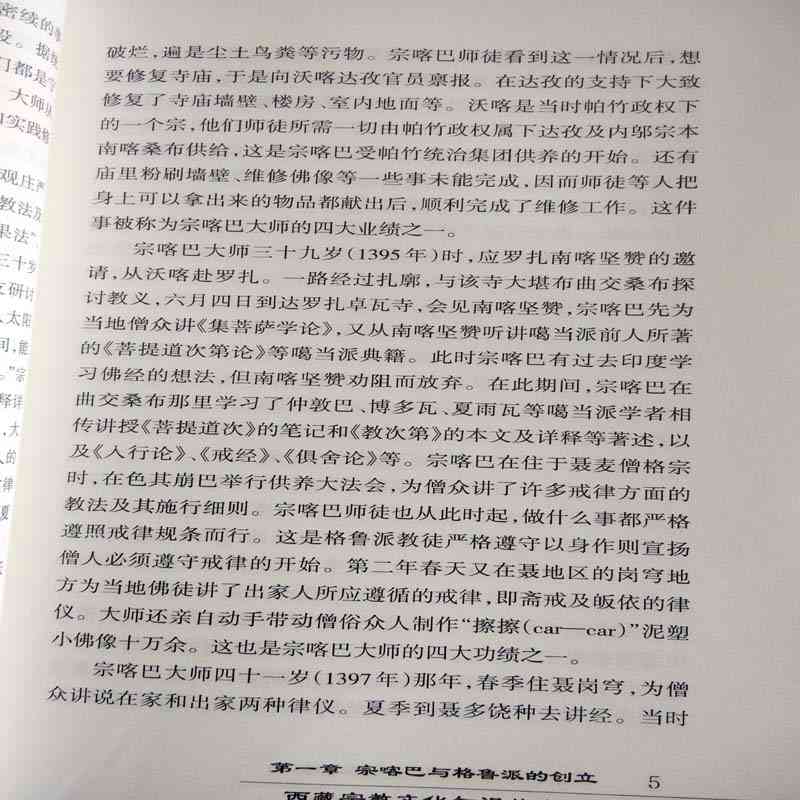 破烂，遍是尘土鸟粪等污物。宗喀巴师徒看到这一情况后，想
要修复寺庙，于是向沃喀达孜官员禀报。在达孜的支持下大致
修复了寺庙墙壁、楼房、室内地面等。沃喀是当时帕竹政权下
的一个宗，他们师徒所需一切由帕竹政权属下达孜及内邬宗本
南喀桑布供给，这是宗喀巴受帕竹统治集团供养的开始。还有
庙里粉刷墙壁、维修佛像等一些事未能完成，因而师徒等人把
身上可以拿出来的物品都献出后，顺利完成了维修工作。这件
事被称为宗喀巴大师的四大业绩之一。
宗喀巴大师三十九岁（1395年）时，应罗扎南喀坚赞的邀
请，从沃喀赴罗扎。一路经过扎廓，与该寺大堪布曲交桑布探
讨教义，六月四日到达罗扎卓瓦寺，会见南喀坚赞，宗喀巴先为
当地僧众讲《集菩萨学论》，又从南喀坚赞听讲噶当派前人所著
的《菩提道次第论》等噶当派典籍。此时宗喀巴有过去印度学
习佛经的想法，但南喀坚赞劝阻而放弃。在此期间，宗喀巴在
曲交桑布那里学习了仲敦巴、博多瓦、夏雨瓦等噶当派学者相
传讲授《菩提道次》的笔记和《教次第》的本文及详释等著述，以
及《入行论》、《戒经》、《俱舍论》等。宗喀巴在住于聂麦僧格宗
时，在色其崩巴举行供养大法会，为僧众讲了许多戒律方面的
教法及其施行细则。宗喀巴师徒也从此时起，做什么事都严格
遵照戒律规条而行。这是格鲁派教徒严格遵守以身作则宣扬
僧人必须遵守戒律的开始。第二年春天又在聂地区的岗穹地
方为当地佛徒讲了出家人所应遵循的戒律，即斋戒及皈依的律
仪。大师还亲自动手带动僧俗众人制作“擦擦（car—car）”泥塑
小佛像十万余。这也是宗喀巴大师的四大功绩之一。
宗喀巴大师四十一岁（1397年）那年，春季住聂岗穹，为僧
众讲说在家和出家两种律仪。夏季到聂多饶种去讲经。当时
第一章 宗喀巴与格鲁派的创立 5